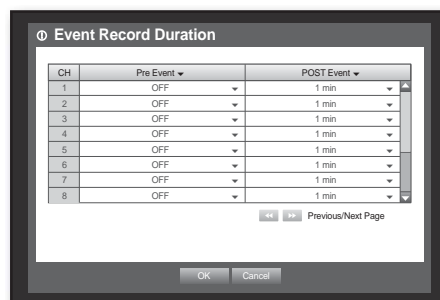 Event Record Duration
CH Pre Event POST Event
1 OFF 1 min
2 OFF 1 min
3 OFF 1 min
4 OFF 1 min
5 OFF 1 min
6 OFF 1 min
7 OFF 1 min
8 OFF 1 min
Previous/Next Page
OK Cancel